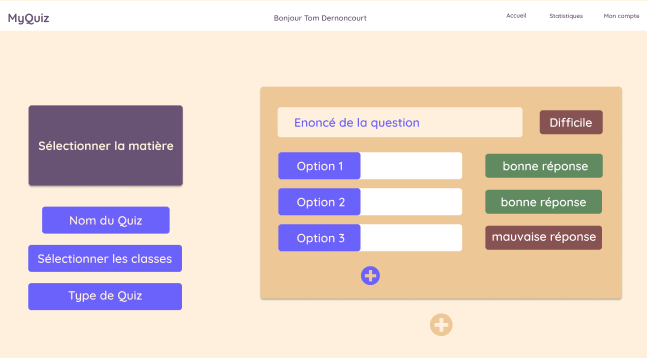 MyQuiz
Bonjour Tom Dernoncourt
Accueil
Statistiques
Mon compte
Sélectionner la matière
Nom du Quiz
Sélectionner les classes
Type de Quiz
Enoncé de la question
Difficile
Option 1
bonne réponse
Option 2
bonne réponse
Option 3
mauvaise réponse